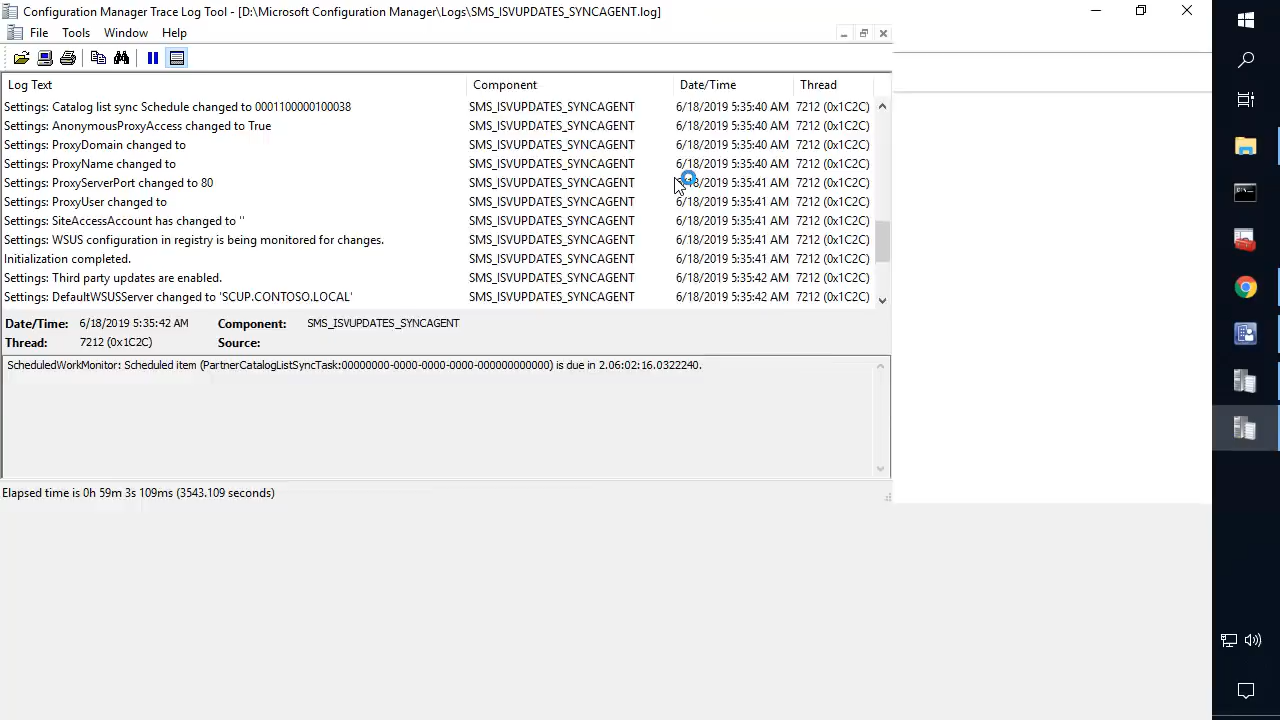 Configuration Manager Trace Log Tool - [D:\Microsoft Configuration Manager\Logs\SMS_ISVUPDATES_SYNCAGENT.log]
File Tools Window Help
Log Text Component Date/Time Thread
Settings: Catalog list sync Schedule changed to 0001100000100038 SMS_ISVUPDATES_SYNCAGENT 6/18/2019 5:35:40 AM 7212 (0x1C2C)
Settings: AnonymousProxyAccess changed to True SMS_ISVUPDATES_SYNCAGENT 6/18/2019 5:35:40 AM 7212 (0x1C2C)
Settings: ProxyDomain changed to SMS_ISVUPDATES_SYNCAGENT 6/18/2019 5:35:40 AM 7212 (0x1C2C)
Settings: ProxyName changed to SMS_ISVUPDATES_SYNCAGENT 6/18/2019 5:35:40 AM 7212 (0x1C2C)
Settings: ProxyServerPort changed to 80 SMS_ISVUPDATES_SYNCAGENT 5:35:41 AM 7212 (0x1C2C)
Settings: ProxyUser changed to SMS_ISVUPDATES_SYNCAGENT 6/18/2019 5:35:41 AM 7212 (0x1C2C)
Settings: SiteAccessAccount has changed to '' SMS_ISVUPDATES_SYNCAGENT 6/18/2019 5:35:41 AM 7212 (0x1C2C)
Settings: WSUS configuration in registry is being monitored for changes. SMS_ISVUPDATES_SYNCAGENT 6/18/2019 5:35:41 AM 7212 (0x1C2C)
Initialization completed. SMS_ISVUPDATES_SYNCAGENT 6/18/2019 5:35:41 AM 7212 (0x1C2C)
Settings: Third party updates are enabled. SMS_ISVUPDATES_SYNCAGENT 6/18/2019 5:35:42 AM 7212 (0x1C2C)
Settings: DefaultWSUSServer changed to 'SCUP.CONTOSO.LOCAL' SMS_ISVUPDATES_SYNCAGENT 6/18/2019 5:35:42 AM 7212 (0x1C2C)
Date/Time: 6/18/2019 5:35:42 AM Component: SMS_ISVUPDATES_SYNCAGENT
Thread: 7212 (0x1C2C) Source:
ScheduledWorkMonitor: Scheduled item (PartnerCatalogListSyncTask:00000000-0000-0000-0000-000000000000) is due in 2.06:02:16.0322240.
Elapsed time is 0h 59m 3s 109ms (3543.109 seconds)